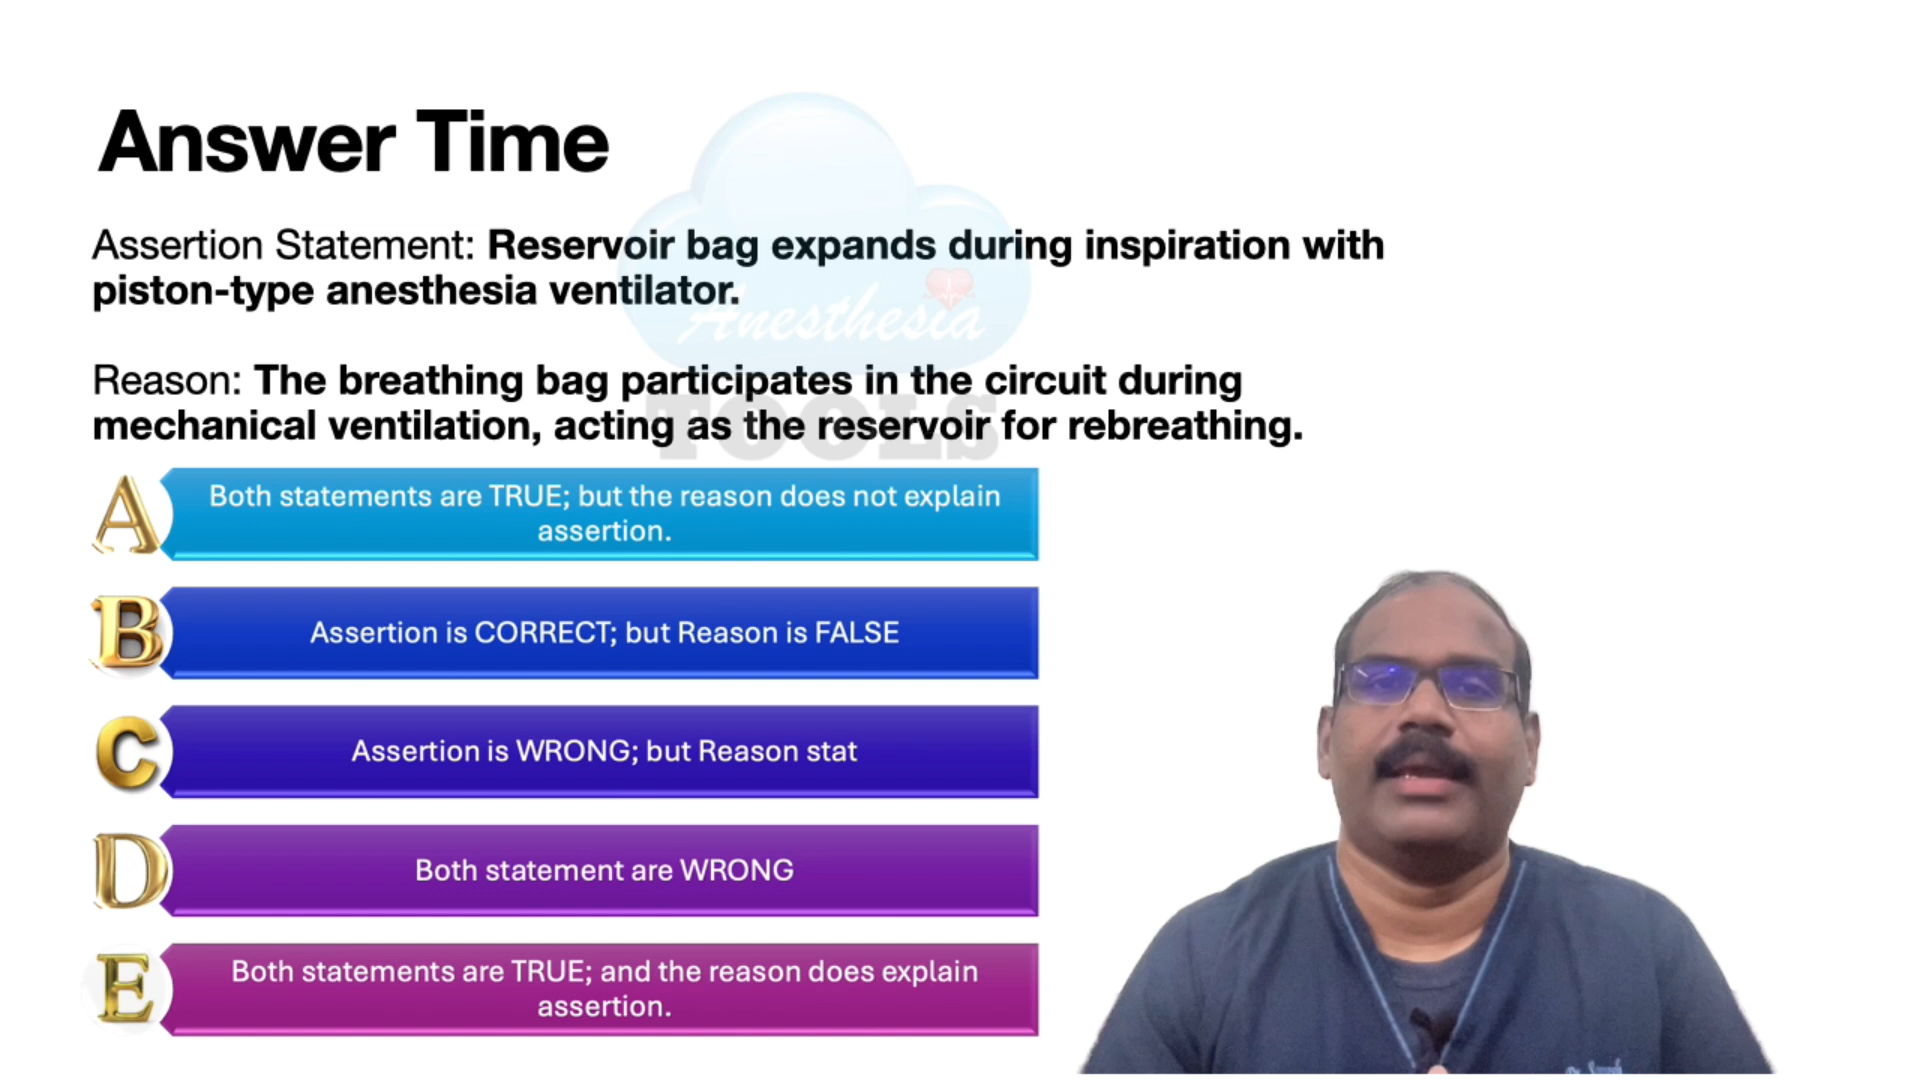 Answer Time
Assertion Statement: Reservoir bag expands during inspiration with
piston-type anesthesia ventilator.
Anesthesia
Reason: The breathing bag participates in the circuit during
mechanical ventilation, acting as the reservoir for rebreathing.
TOOLS
A
Both statements are TRUE; but the reason does not explain
assertion.
B
Assertion is CORRECT; but Reason is FALSE
C
Assertion is WRONG; but Reason stat
D
Both statement are WRONG
E
Both statements are TRUE; and the reason does explain
assertion.